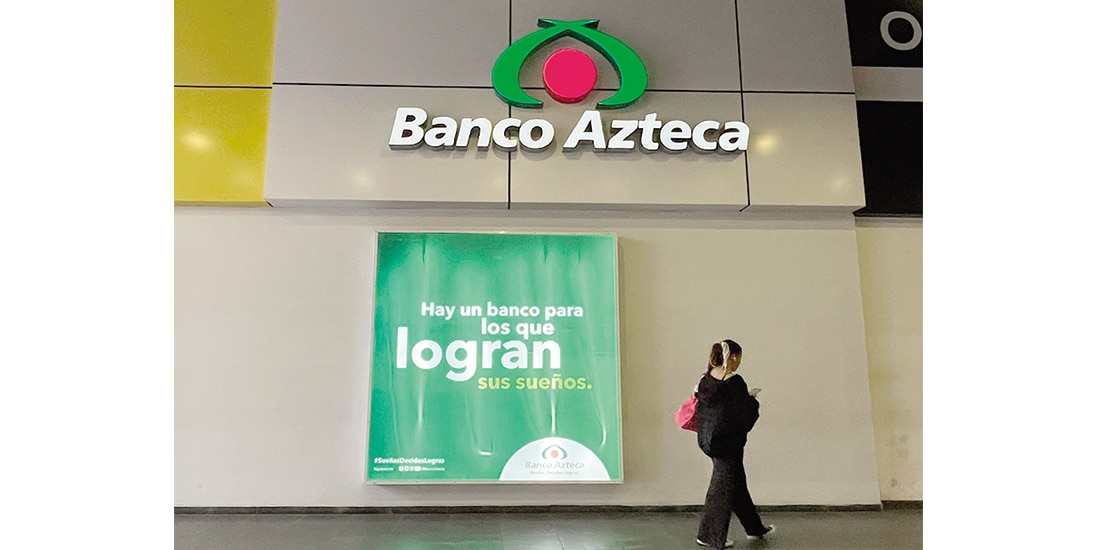 O
Banco Azteca
Hay un banco para
los que
logran
sus sueños.
#SueñasDecidesLogras
Banco Azteca